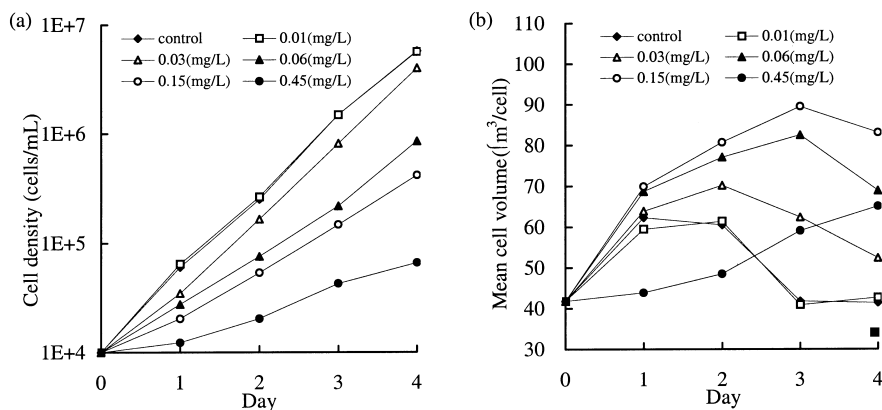 (a)
1E+7
1E+6
1E+5
1E+4
Cell density (cells/mL)
control
0.01(mg/L)
0.03(mg/L)
0.06(mg/L)
0.15(mg/L)
0.45(mg/L)
0 1 2 3 4
Day
(b)
110
100
90
80
70
60
50
40
30
Mean cell volume(⌠m³/cell)
control
0.01(mg/L)
0.03(mg/L)
0.06(mg/L)
0.15(mg/L)
0.45(mg/L)
0 1 2 3 4
Day